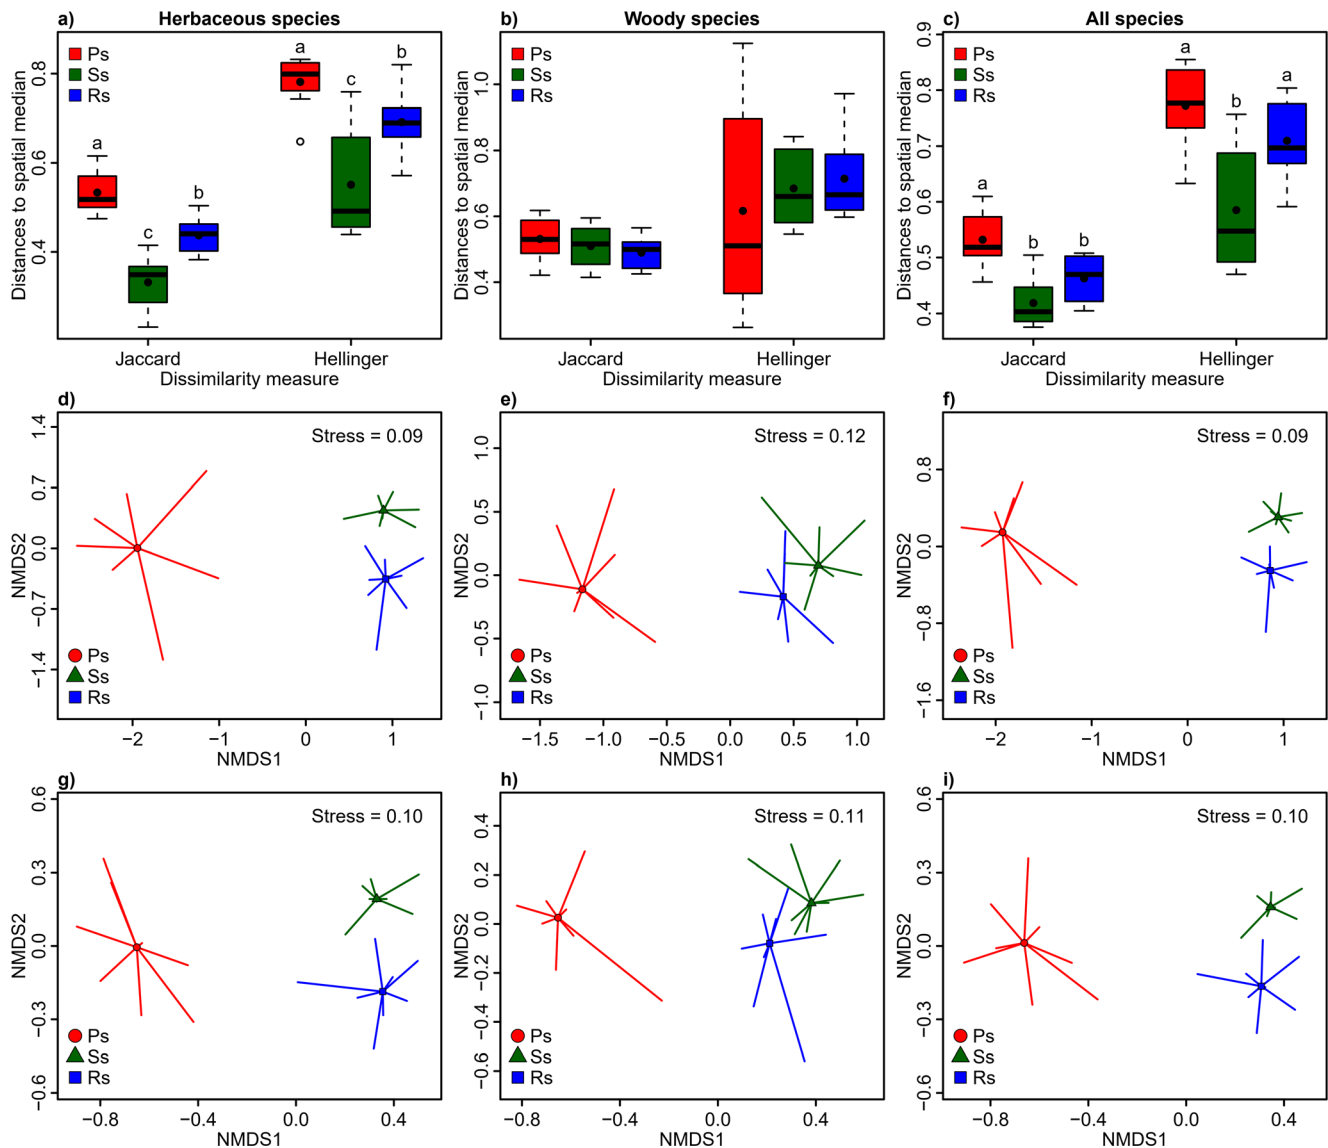 a) Herbaceous species
Distances to spatial median
0.8
0.6
0.4
Ps
Ss
Rs
a
c
b
a
c
b
Jaccard
Hellinger
Dissimilarity measure
b) Woody species
Distances to spatial median
1.0
0.8
0.6
0.4
Ps
Ss
Rs
Jaccard
Hellinger
Dissimilarity measure
c) All species
Distances to spatial median
0.9
0.8
0.7
0.6
0.5
0.4
Ps
Ss
Rs
a
b
b
a
b
a
Jaccard
Hellinger
Dissimilarity measure
d)
Stress = 0.09
NMDS2
1.4
0.7
0.0
−0.7
−1.4
Ps
Ss
Rs
−2 −1 0 1
NMDS1
e)
Stress = 0.12
NMDS2
1.0
0.5
0.0
−0.5
−1.0
Ps
Ss
Rs
−1.5 −1.0 −0.5 0.0 0.5 1.0
NMDS1
f)
Stress = 0.09
NMDS2
0.8
0.0
−0.8
−1.6
Ps
Ss
Rs
−2 −1 0 1
NMDS1
g)
Stress = 0.10
NMDS2
0.6
0.3
0.0
−0.3
−0.6
Ps
Ss
Rs
−0.8 −0.4 0.0 0.4
NMDS1
h)
Stress = 0.11
NMDS2
0.4
0.2
0.0
−0.2
−0.4
−0.6
Ps
Ss
Rs
−0.8 −0.4 0.0 0.4
NMDS1
i)
Stress = 0.10
NMDS2
0.6
0.3
0.0
−0.3
−0.6
Ps
Ss
Rs
−0.8 −0.4 0.0 0.4
NMDS1